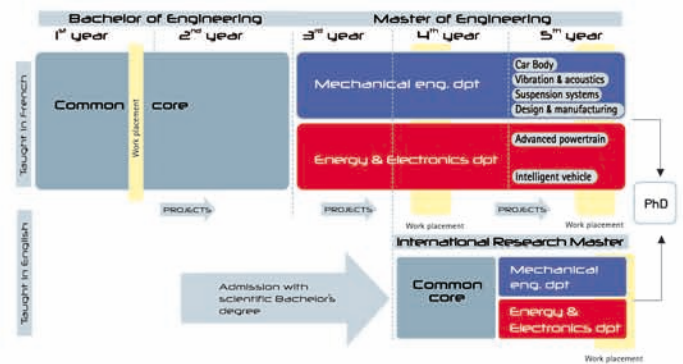 Bachelor of Engineering
Master of Engineering
1st year
2nd year
3rd year
4th year
5th year
Taught in French
Common core
Work placement
Mechanical eng. dpt
Car Body
Vibration & acoustics
Suspension systems
Design & manufacturing
Energy & Electronics dpt
Advanced powertrain
Intelligent vehicle
PROJECTS
PROJECTS
PROJECTS
Work placement
Work placement
PhD
Taught in English
International Research Master
Admission with
scientific Bachelor's
degree
Common
core
Mechanical
eng. dpt
Energy &
Electronics dpt
Work placement